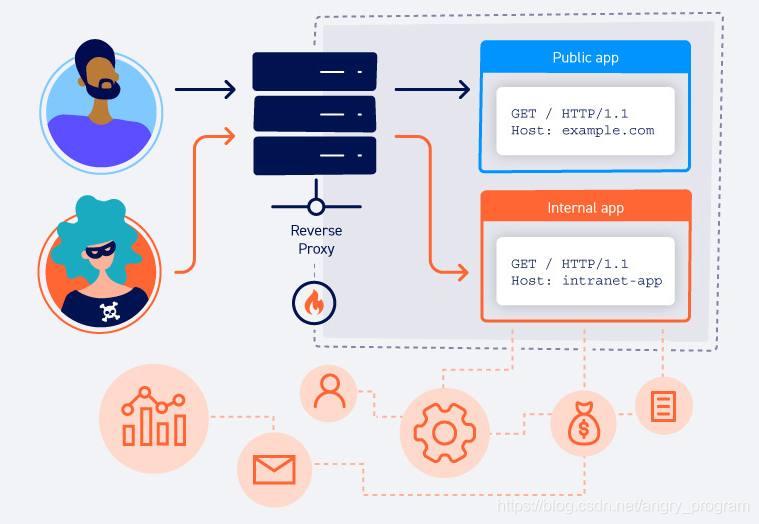 Public app
GET / HTTP/1.1
Host: example.com
Internal app
GET / HTTP/1.1
Host: intranet-app
Reverse
Proxy
$
https://blog.csdn.net/angry_program